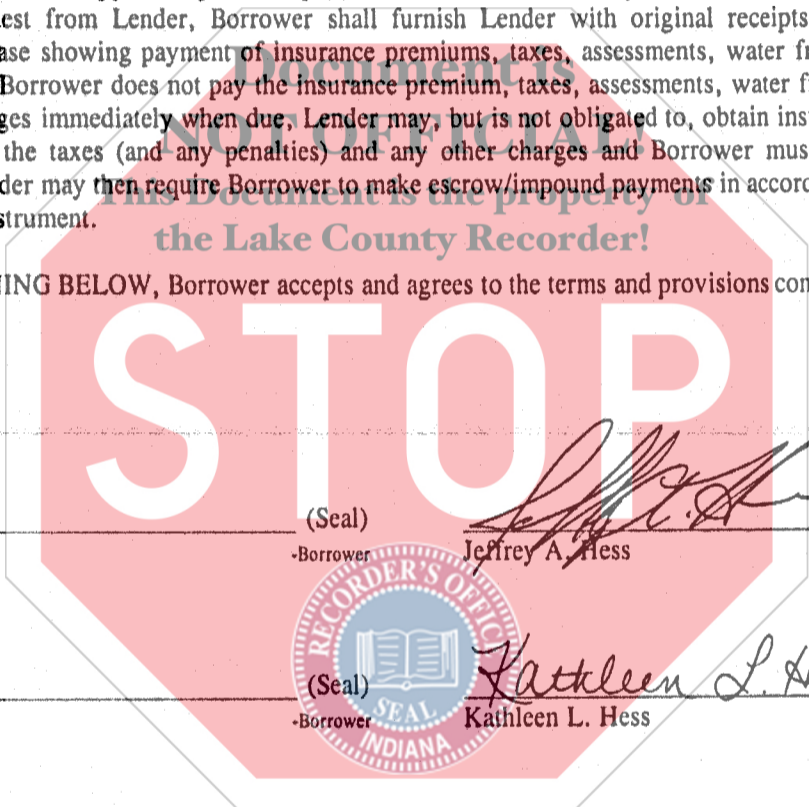 est from Lender, Borrower shall furnish Lender with original receipts
ase showing payment of insurance premiums, taxes, assessments, water fr
Borrower does not pay the insurance premium, taxes, assessments, water f
ges immediately when due, Lender may, but is not obligated to, obtain ins
the taxes (and any penalties) and any other charges and Borrower mus
der may then require Borrower to make escrow/impound payments in accord
strument.
Document is
NOT OFFICIAL!
This Document is the property of
the Lake County Recorder!
NING BELOW, Borrower accepts and agrees to the terms and provisions con
STOP
(Seal)
-Borrower
Jeffrey A. Hess
Kathleen L. H
(Seal)
-Borrower
Kathleen L. Hess
RECORDER'S OFFIC
SEAL
INDIANA